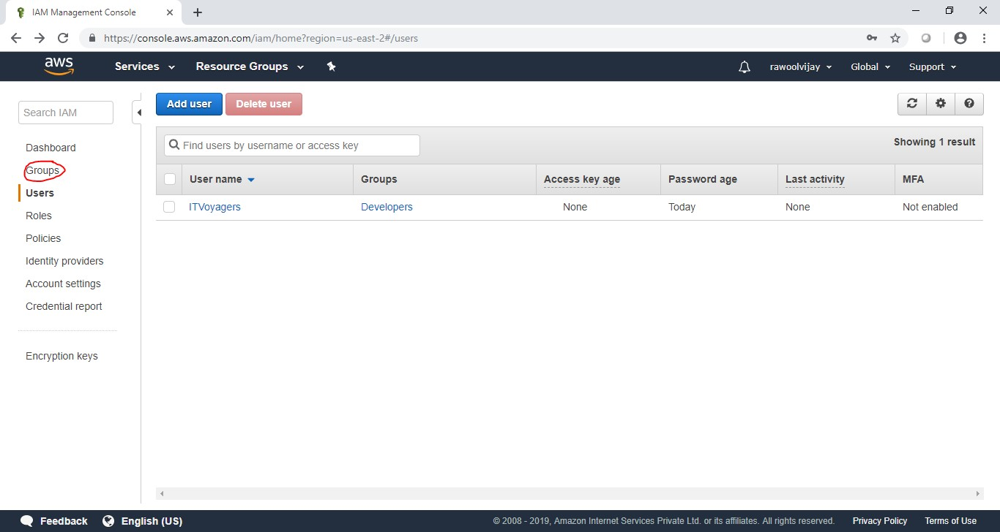 IAM Management Console
https://console.aws.amazon.com/iam/home?region=us-east-2#/users
aws Services Resource Groups rawoolvijay Global Support
Search IAM
Dashboard
Groups
Users
Roles
Policies
Identity providers
Account settings
Credential report
Encryption keys
Add user Delete user
Find users by username or access key Showing 1 result
User name Groups Access key age Password age Last activity MFA
ITVoyagers Developers None Today None Not enabled
Feedback English (US) © 2008 - 2019, Amazon Internet Services Private Ltd. or its affiliates. All rights reserved. Privacy Policy Terms of Use